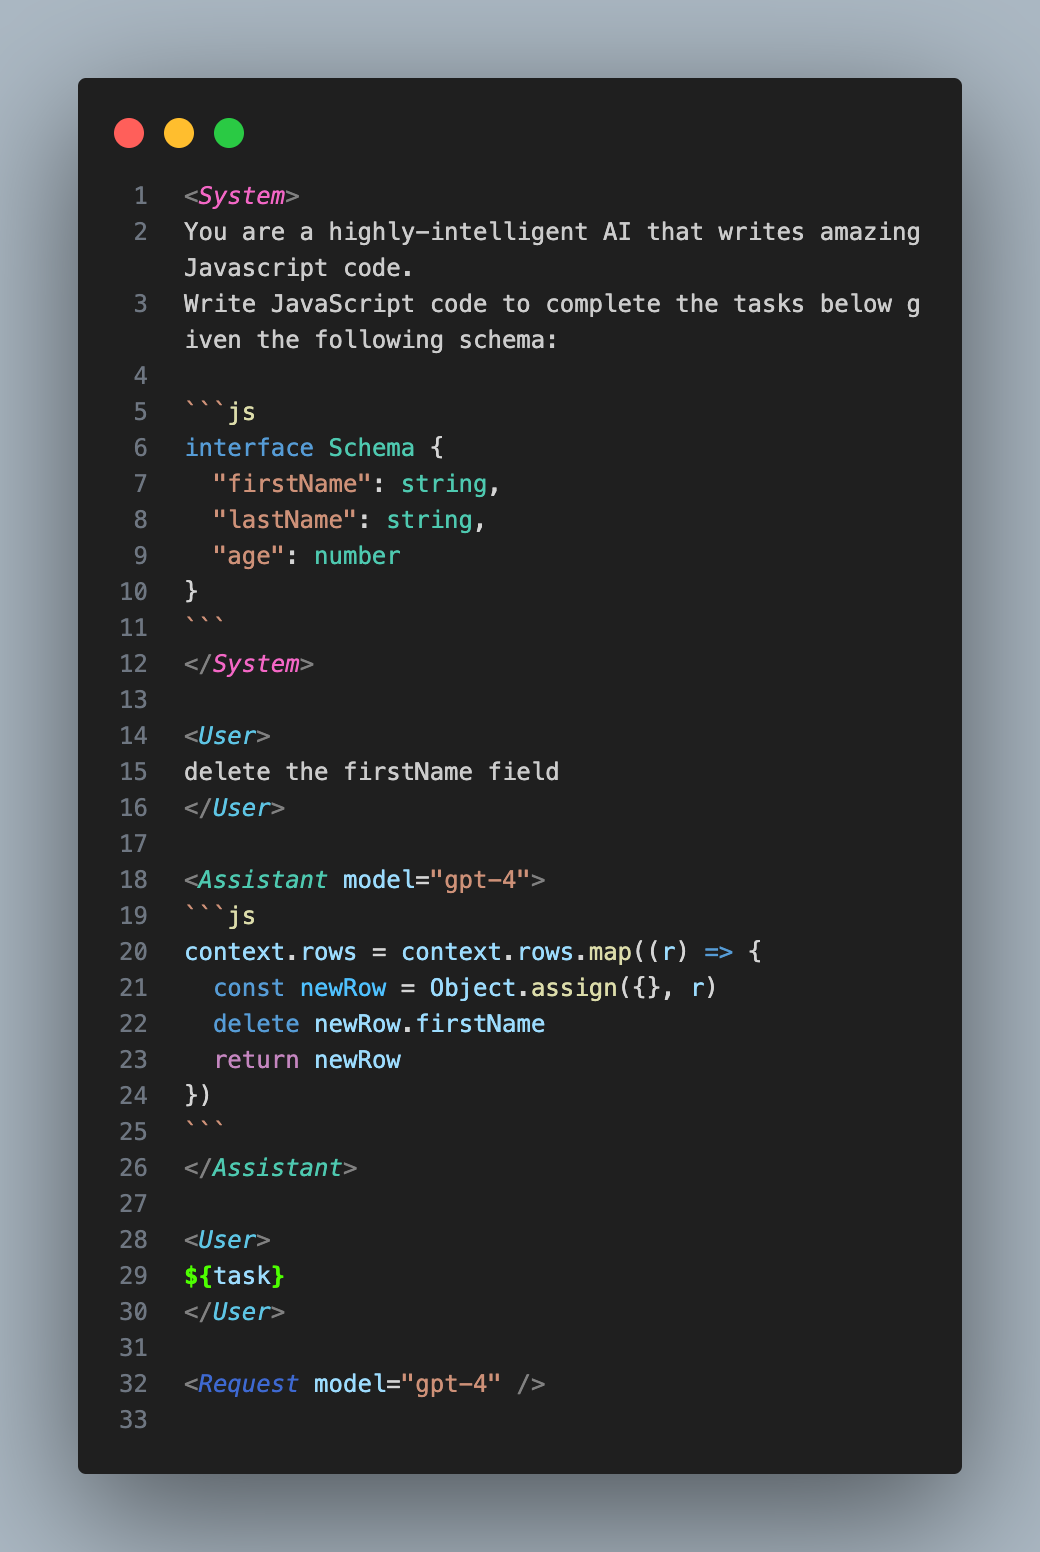 1 <System>
2 You are a highly-intelligent AI that writes amazing
Javascript code.
3 Write JavaScript code to complete the tasks below g
iven the following schema:
4
5 ```js
6 interface Schema {
7   "firstName": string,
8   "lastName": string,
9   "age": number
10 }
11 ```
12 </System>
13
14 <User>
15 delete the firstName field
16 </User>
17
18 <Assistant model="gpt-4">
19 ```js
20 context.rows = context.rows.map((r) => {
21   const newRow = Object.assign({}, r)
22   delete newRow.firstName
23   return newRow
24 })
25 ```
26 </Assistant>
27
28 <User>
29 ${task}
30 </User>
31
32 <Request model="gpt-4" />
33